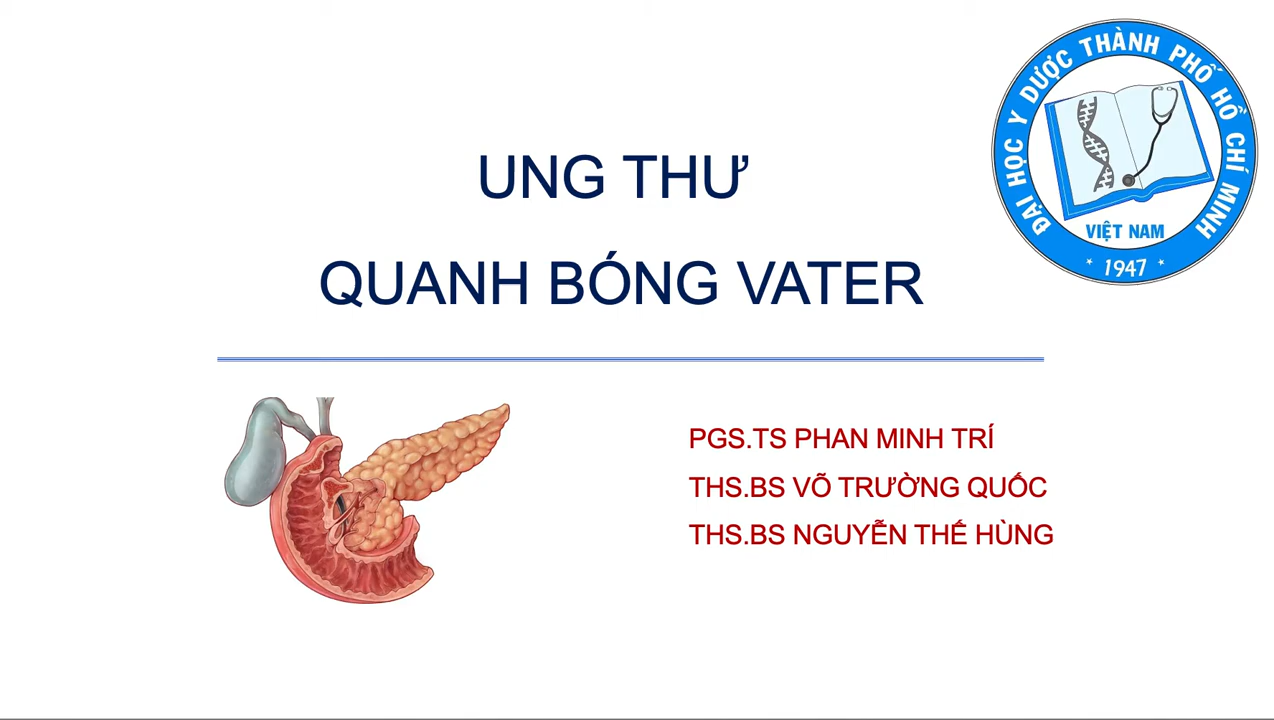 ĐẠI HỌC Y DƯỢC THÀNH PHỐ HỒ CHÍ MINH
VIỆT NAM
* 1947 *
UNG THƯ
QUANH BÓNG VATER
PGS.TS PHAN MINH TRÍ
THS.BS VÕ TRƯỜNG QUỐC
THS.BS NGUYỄN THẾ HÙNG